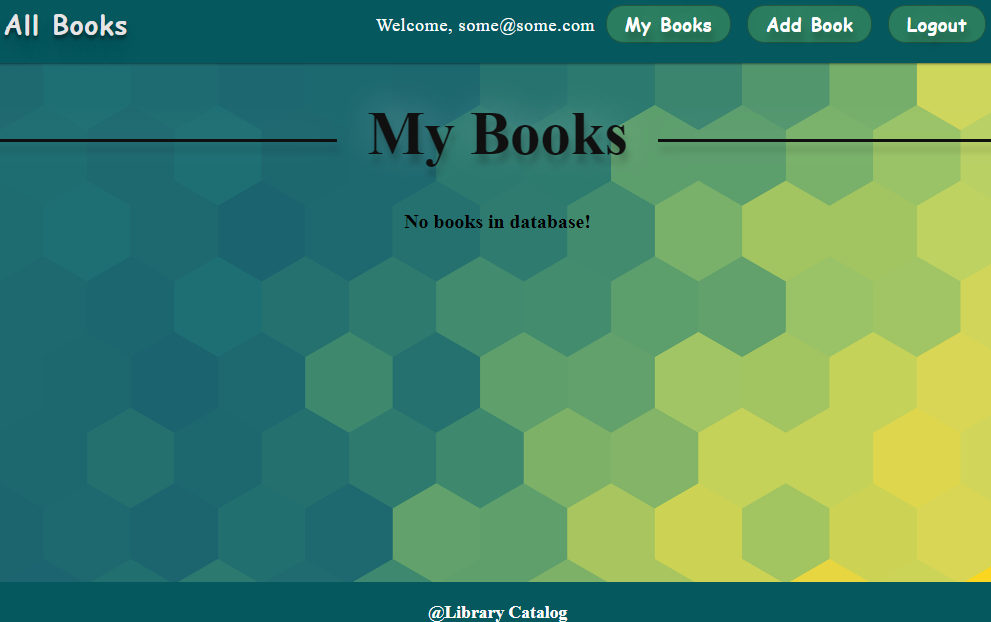 All Books
Welcome, some@some.com
My Books
Add Book
Logout
My Books
No books in database!
@Library Catalog